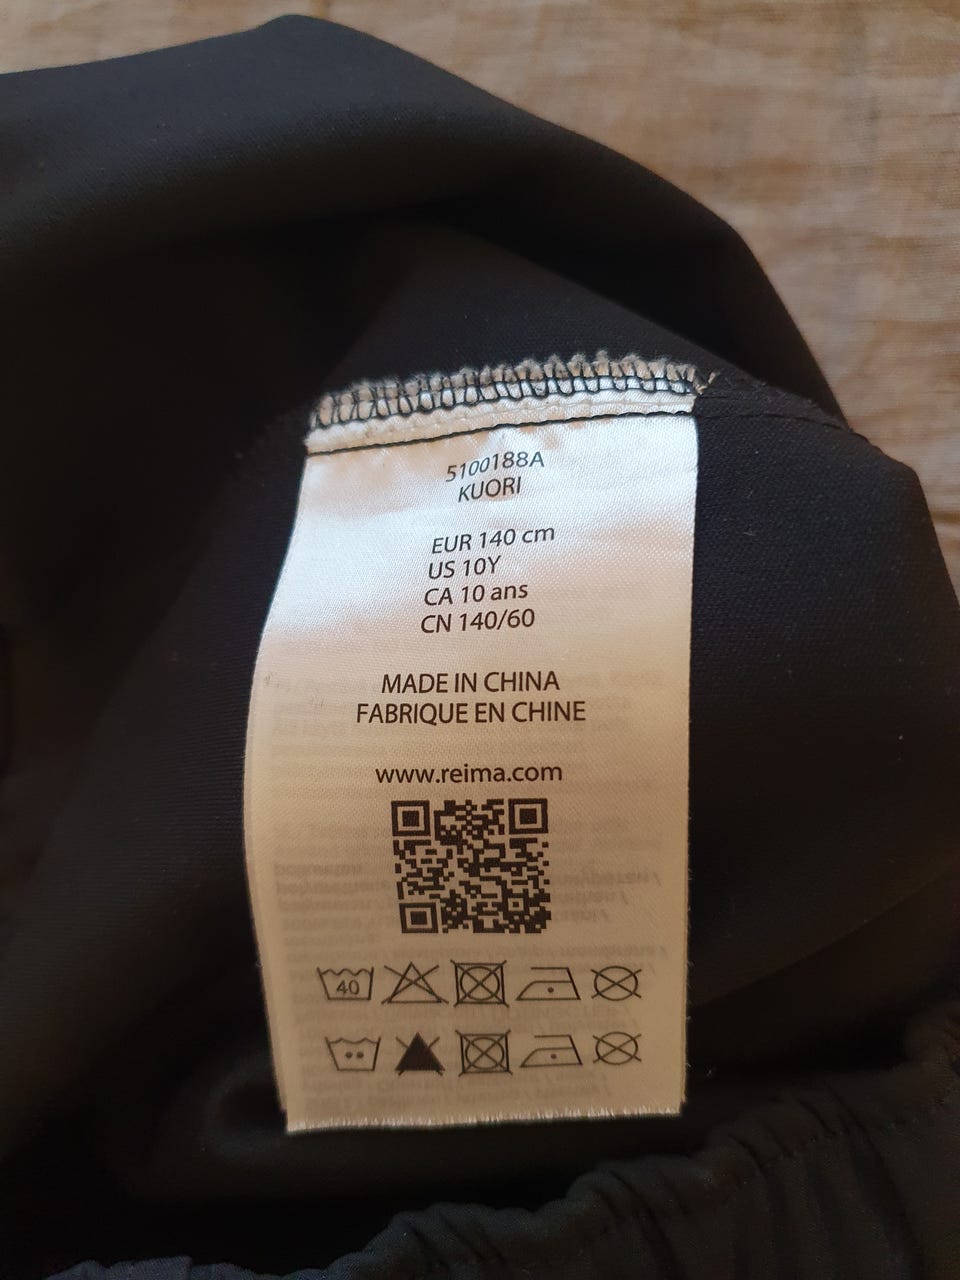 5100188A
KUORI
EUR 140 cm
US 10Y
CA 10 ans
CN 140/60
MADE IN CHINA
FABRIQUE EN CHINE
www.reima.com
40